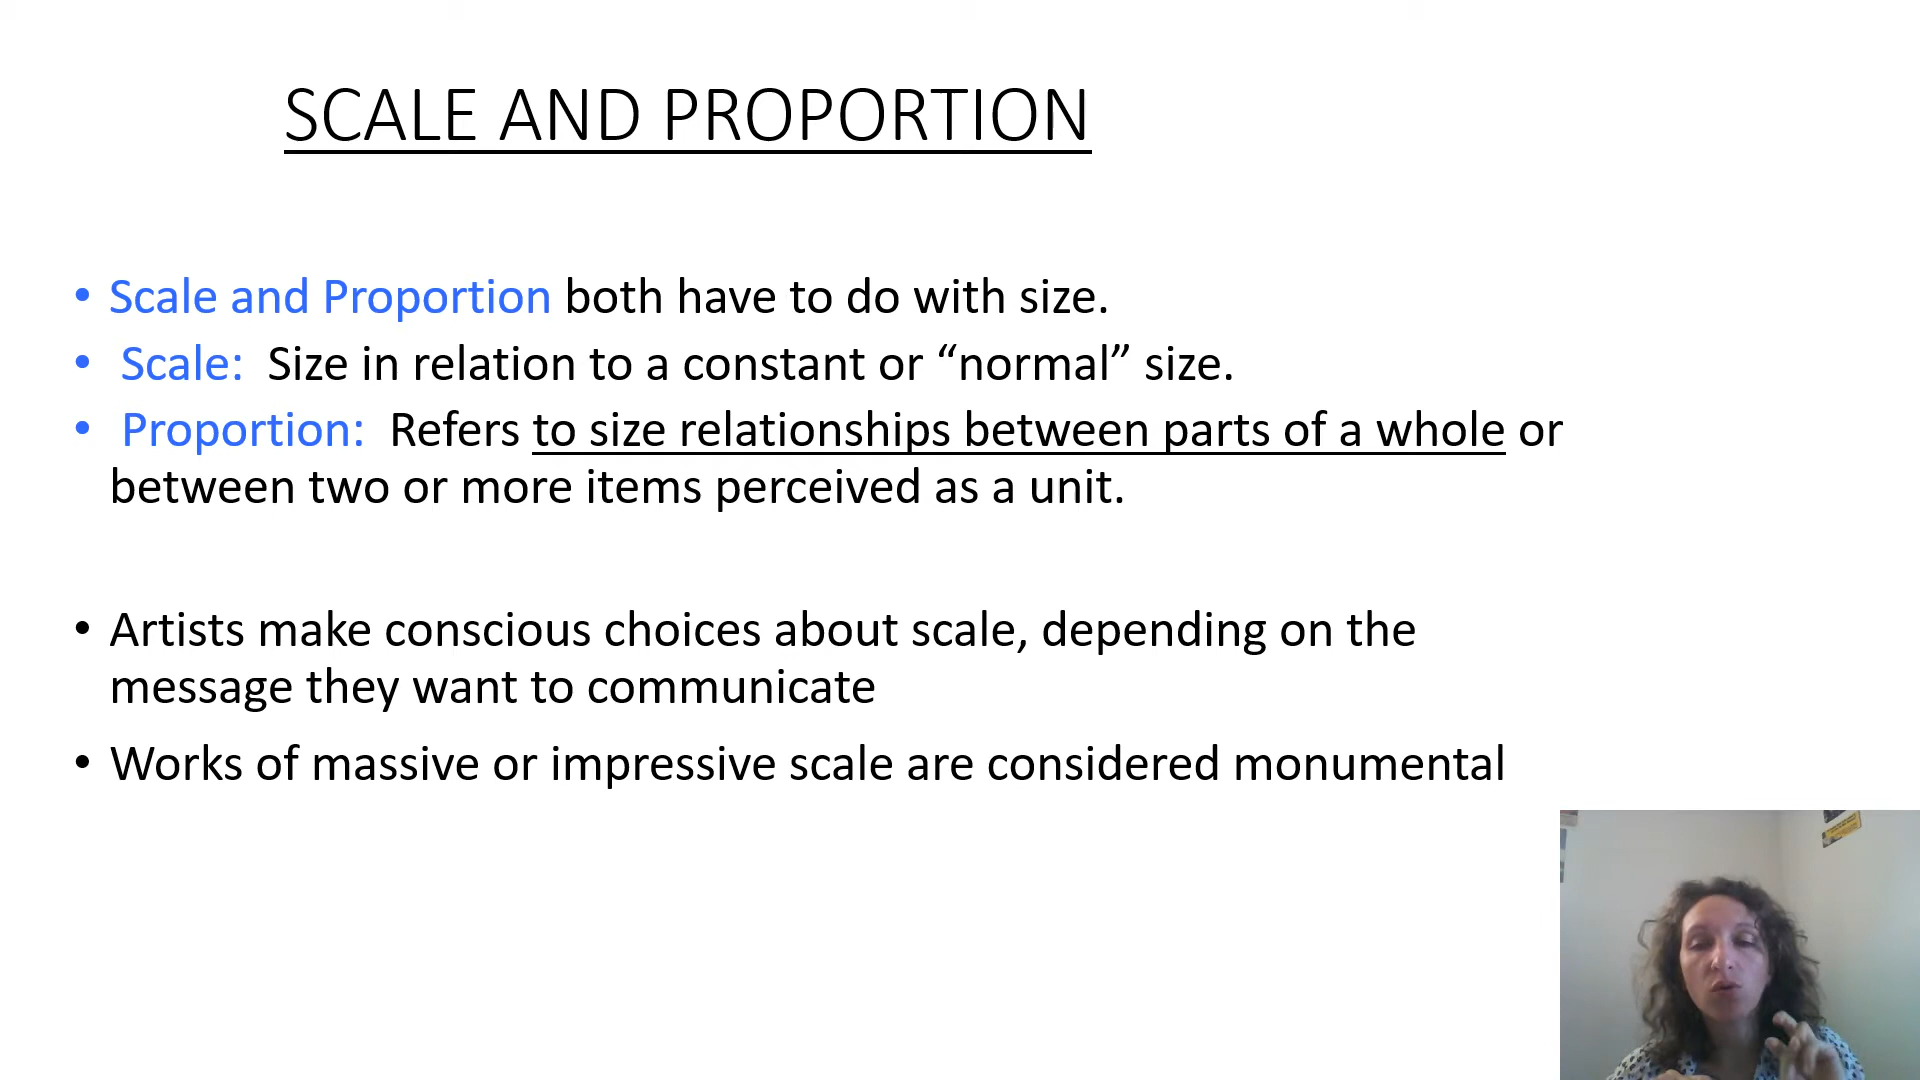 SCALE AND PROPORTION
• Scale and Proportion both have to do with size.
• Scale: Size in relation to a constant or “normal” size.
• Proportion: Refers to size relationships between parts of a whole or
between two or more items perceived as a unit.
• Artists make conscious choices about scale, depending on the
message they want to communicate
• Works of massive or impressive scale are considered monumental